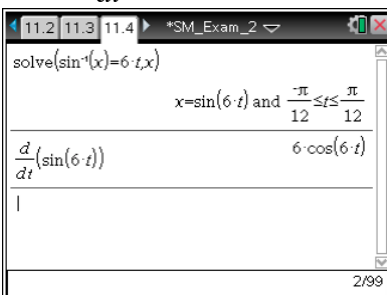 dt
11.2 11.3 11.4 *SM_Exam_2
solve(sin⁻¹(x)=6·t,x)
x=sin(6·t) and -π/12≤t≤π/12
d/dt(sin(6·t)) 6·cos(6·t)
2/99